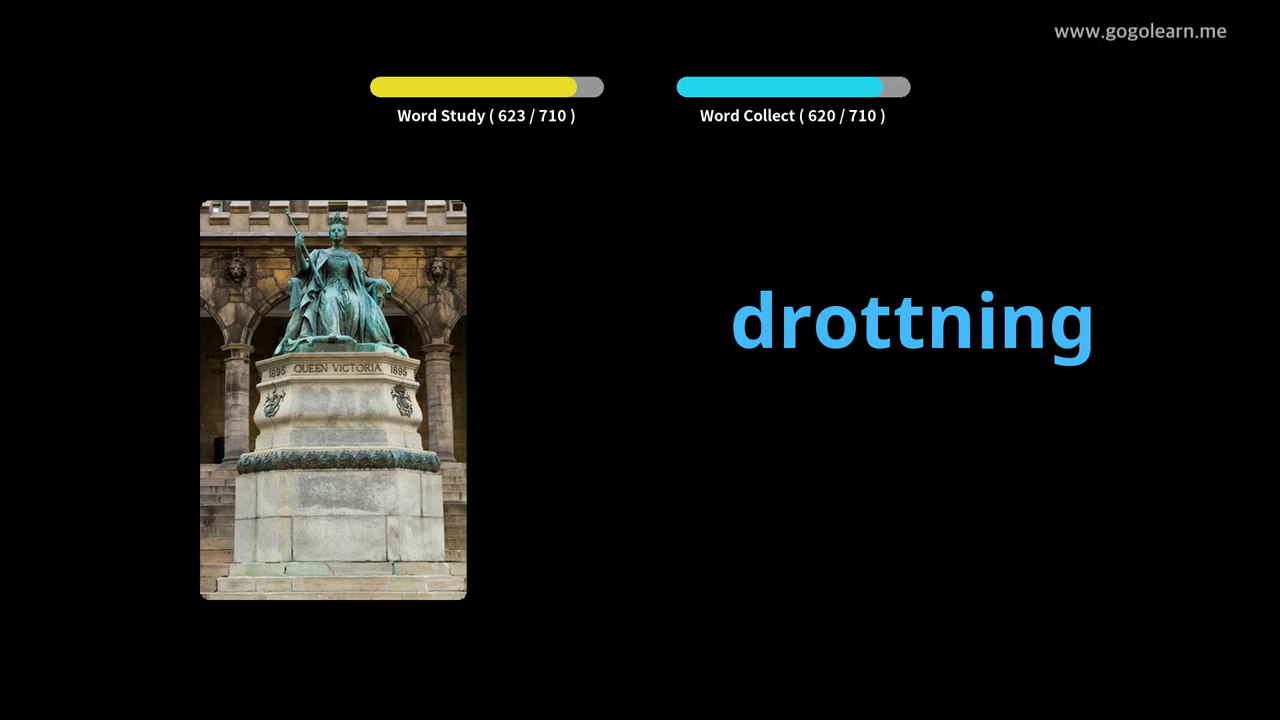 www.gogolearn.me
Word Study ( 623 / 710 )
Word Collect ( 620 / 710 )
drottning
1895 QUEEN VICTORIA 1895